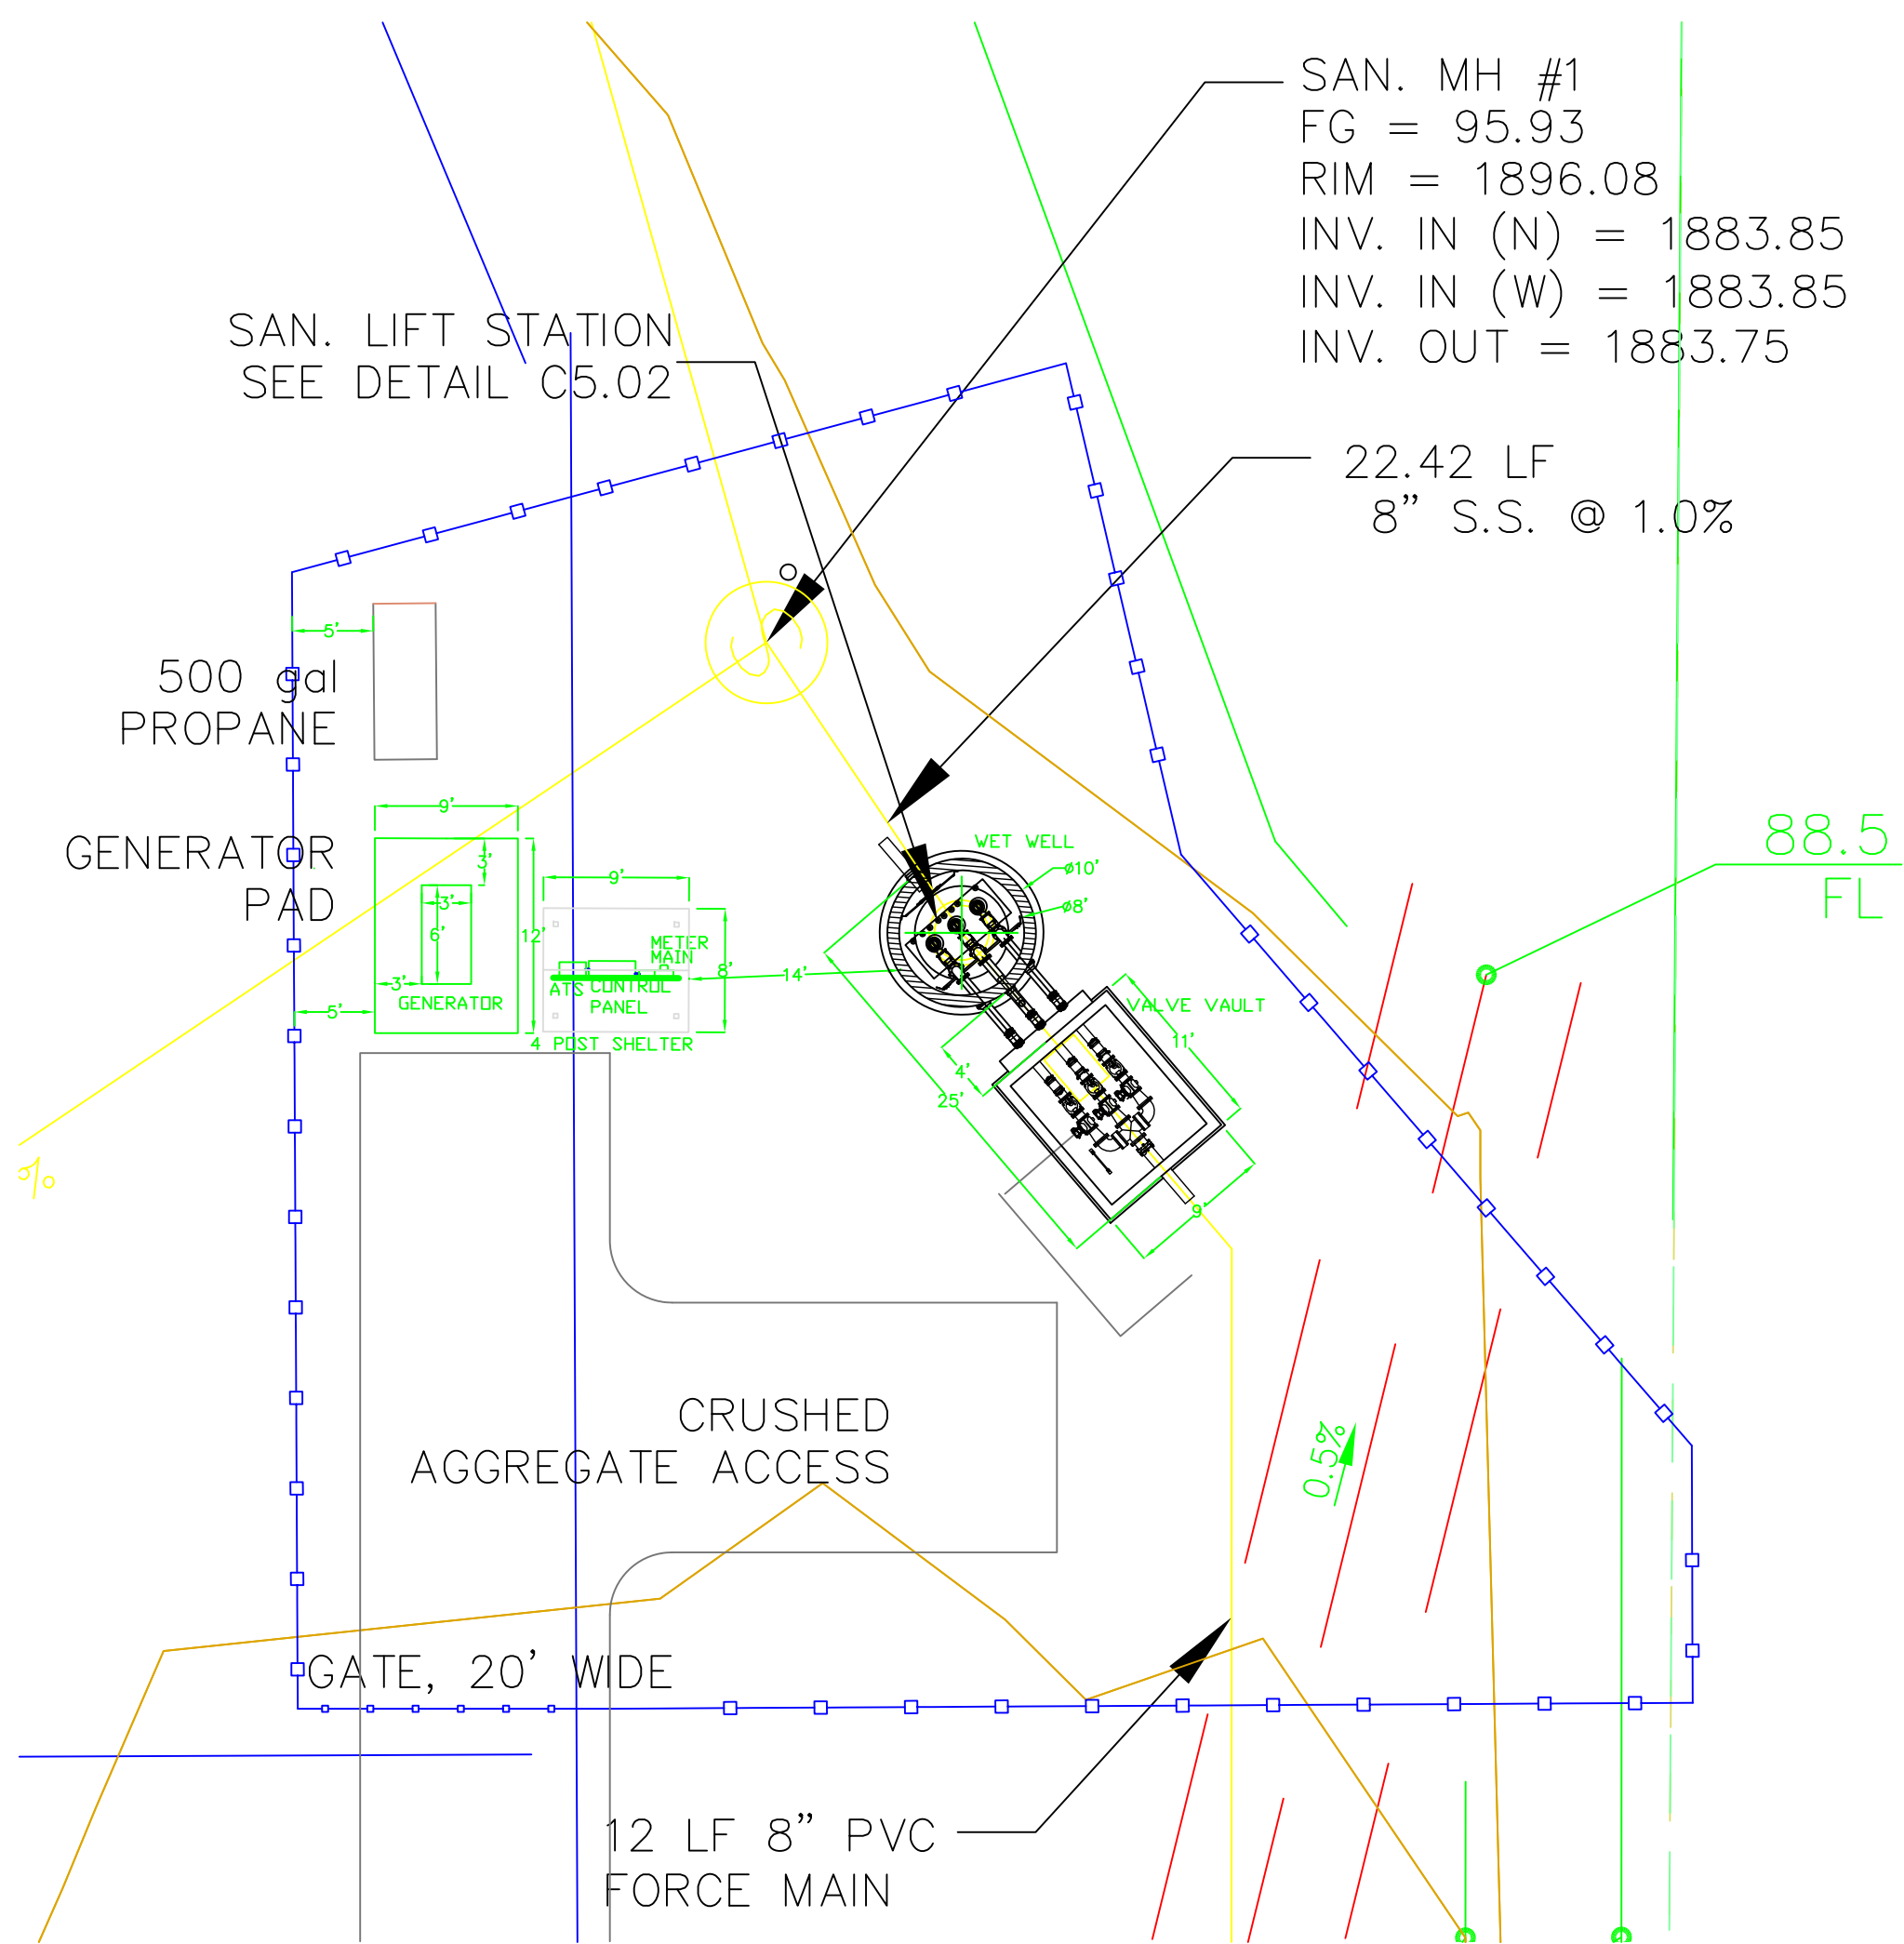 SAN. MH #1
FG = 95.93
RIM = 1896.08
INV. IN (N) = 1883.85
INV. IN (W) = 1883.85
INV. OUT = 1883.75
SAN. LIFT STATION
SEE DETAIL C5.02
22.42 LF
8" S.S. @ 1.0%
5'
500 gal
PROPANE
9'
GENERATOR
PAD
3'
3'
6'
3'
GENERATOR
12'
5'
9'
METER
MAIN
8'
ATS CONTROL
PANEL
4 POST SHELTER
14'
WET WELL
ø10'
ø8'
88.5
FL
VALVE VAULT
11'
4'
25'
9'
%
CRUSHED
AGGREGATE ACCESS
0.5%
GATE, 20' WIDE
12 LF 8" PVC
FORCE MAIN